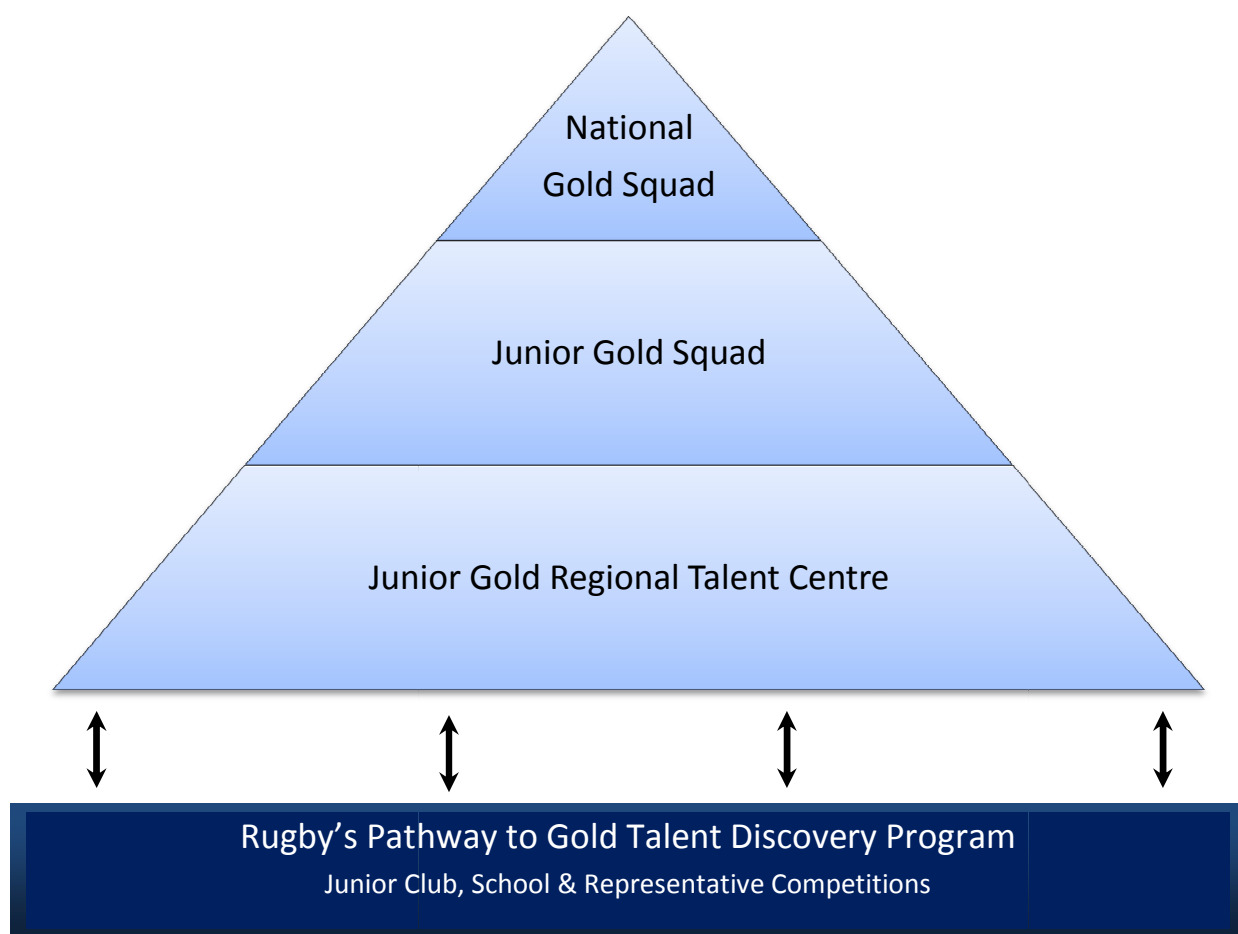 National
Gold Squad
Junior Gold Squad
Junior Gold Regional Talent Centre
Rugby’s Pathway to Gold Talent Discovery Program
Junior Club, School & Representative Competitions